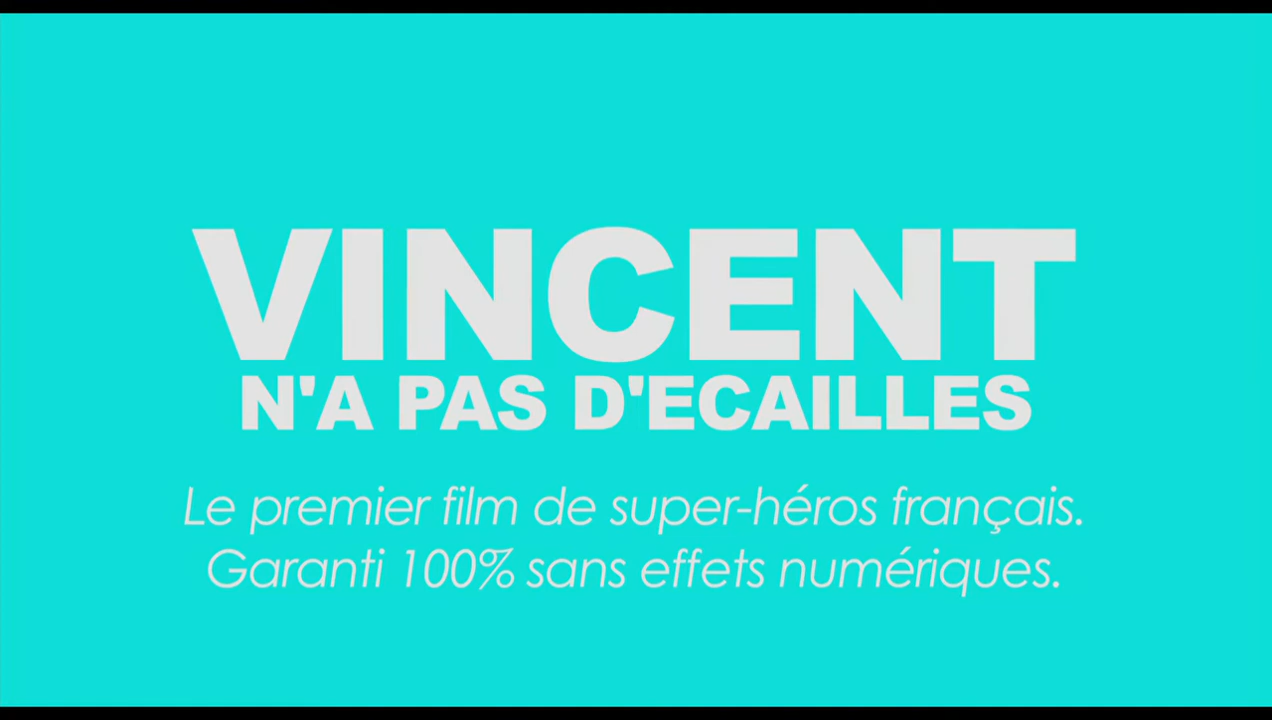 VINCENT
N'A PAS D'ECAILLES
Le premier film de super-héros français.
Garanti 100% sans effets numériques.